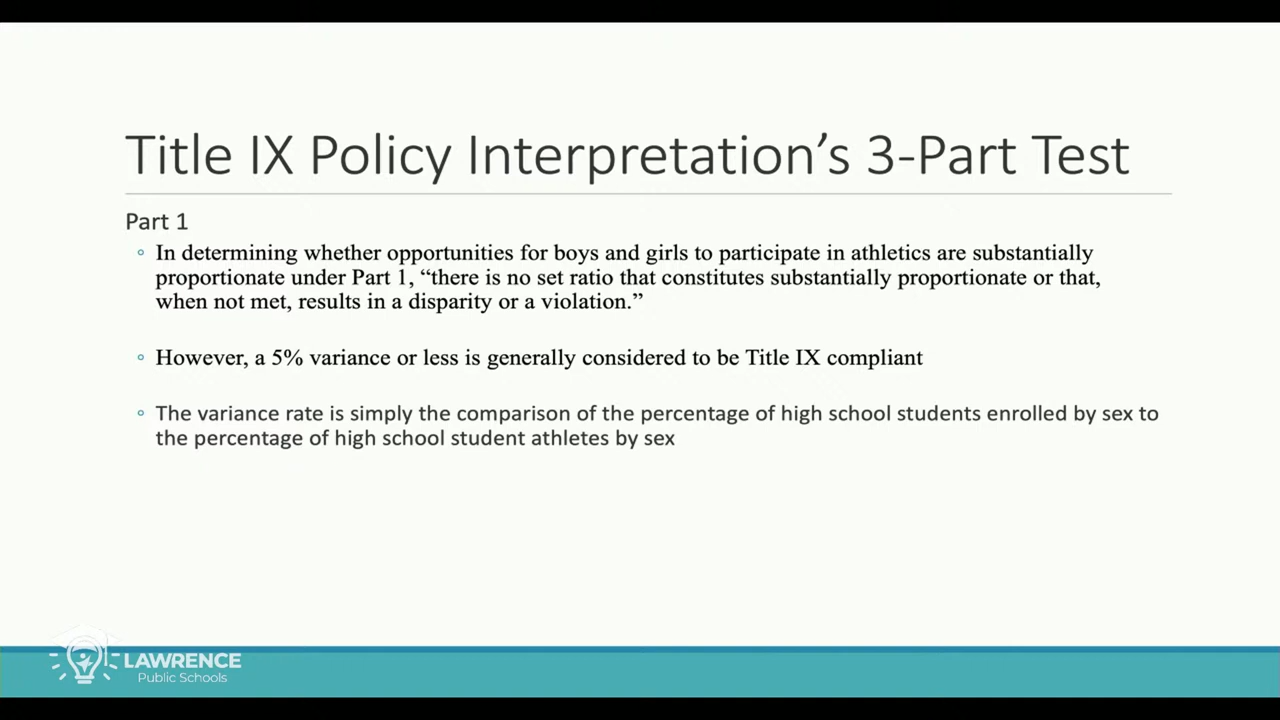 Title IX Policy Interpretation’s 3-Part Test
Part 1
◦ In determining whether opportunities for boys and girls to participate in athletics are substantially
proportionate under Part 1, “there is no set ratio that constitutes substantially proportionate or that,
when not met, results in a disparity or a violation.”
◦ However, a 5% variance or less is generally considered to be Title IX compliant
◦ The variance rate is simply the comparison of the percentage of high school students enrolled by sex to
the percentage of high school student athletes by sex
LAWRENCE
Public Schools